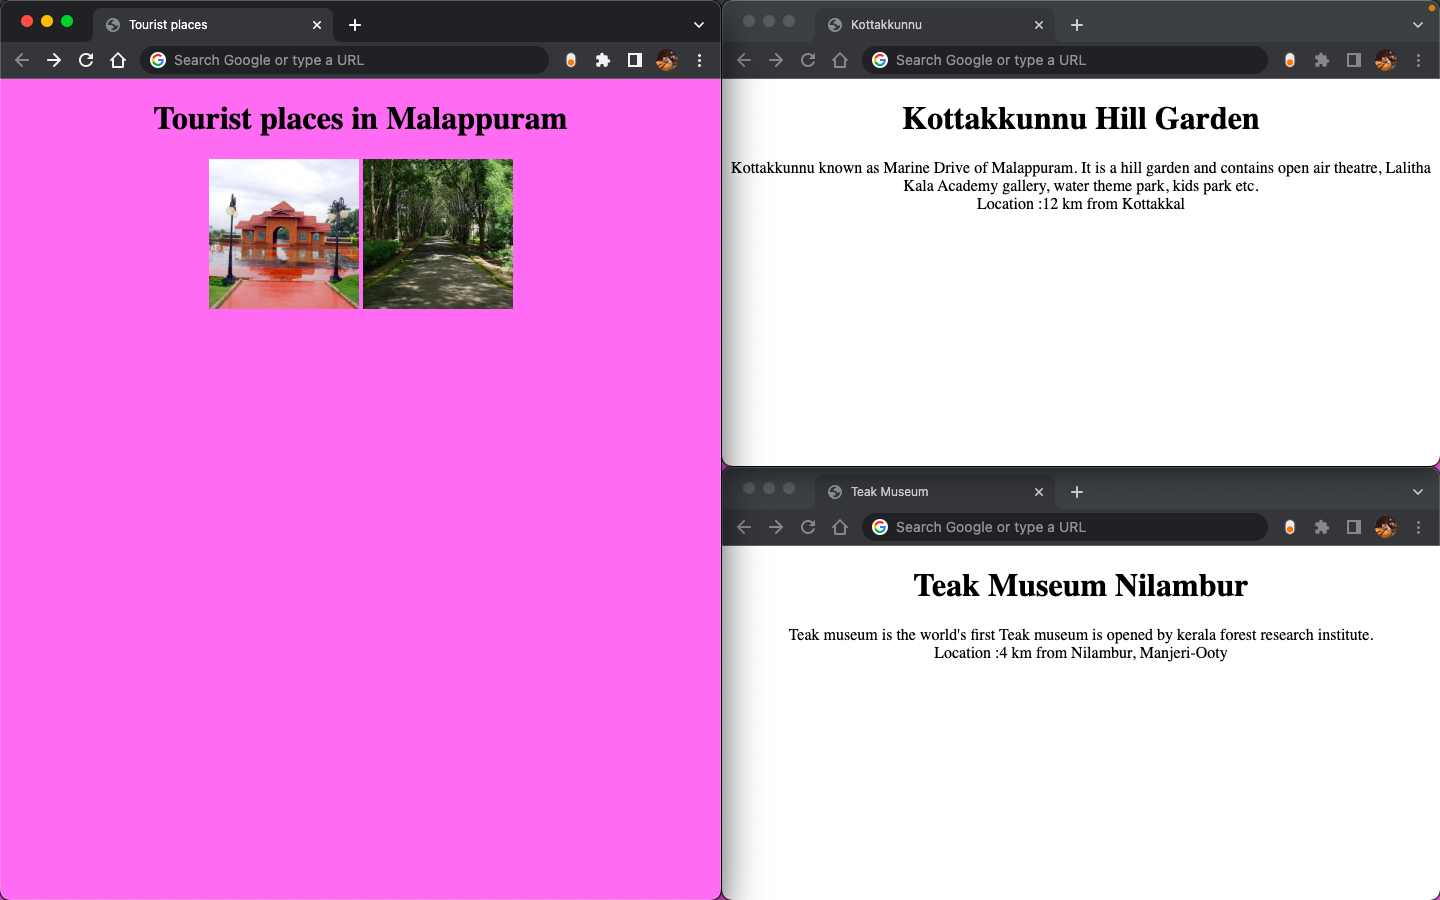 Tourist places
Search Google or type a URL
Tourist places in Malappuram
Kottakkunnu
Search Google or type a URL
Kottakkunnu Hill Garden
Kottakkunnu known as Marine Drive of Malappuram. It is a hill garden and contains open air theatre, Lalitha
Kala Academy gallery, water theme park, kids park etc.
Location :12 km from Kottakkal
Teak Museum
Search Google or type a URL
Teak Museum Nilambur
Teak museum is the world's first Teak museum is opened by kerala forest research institute.
Location :4 km from Nilambur, Manjeri-Ooty